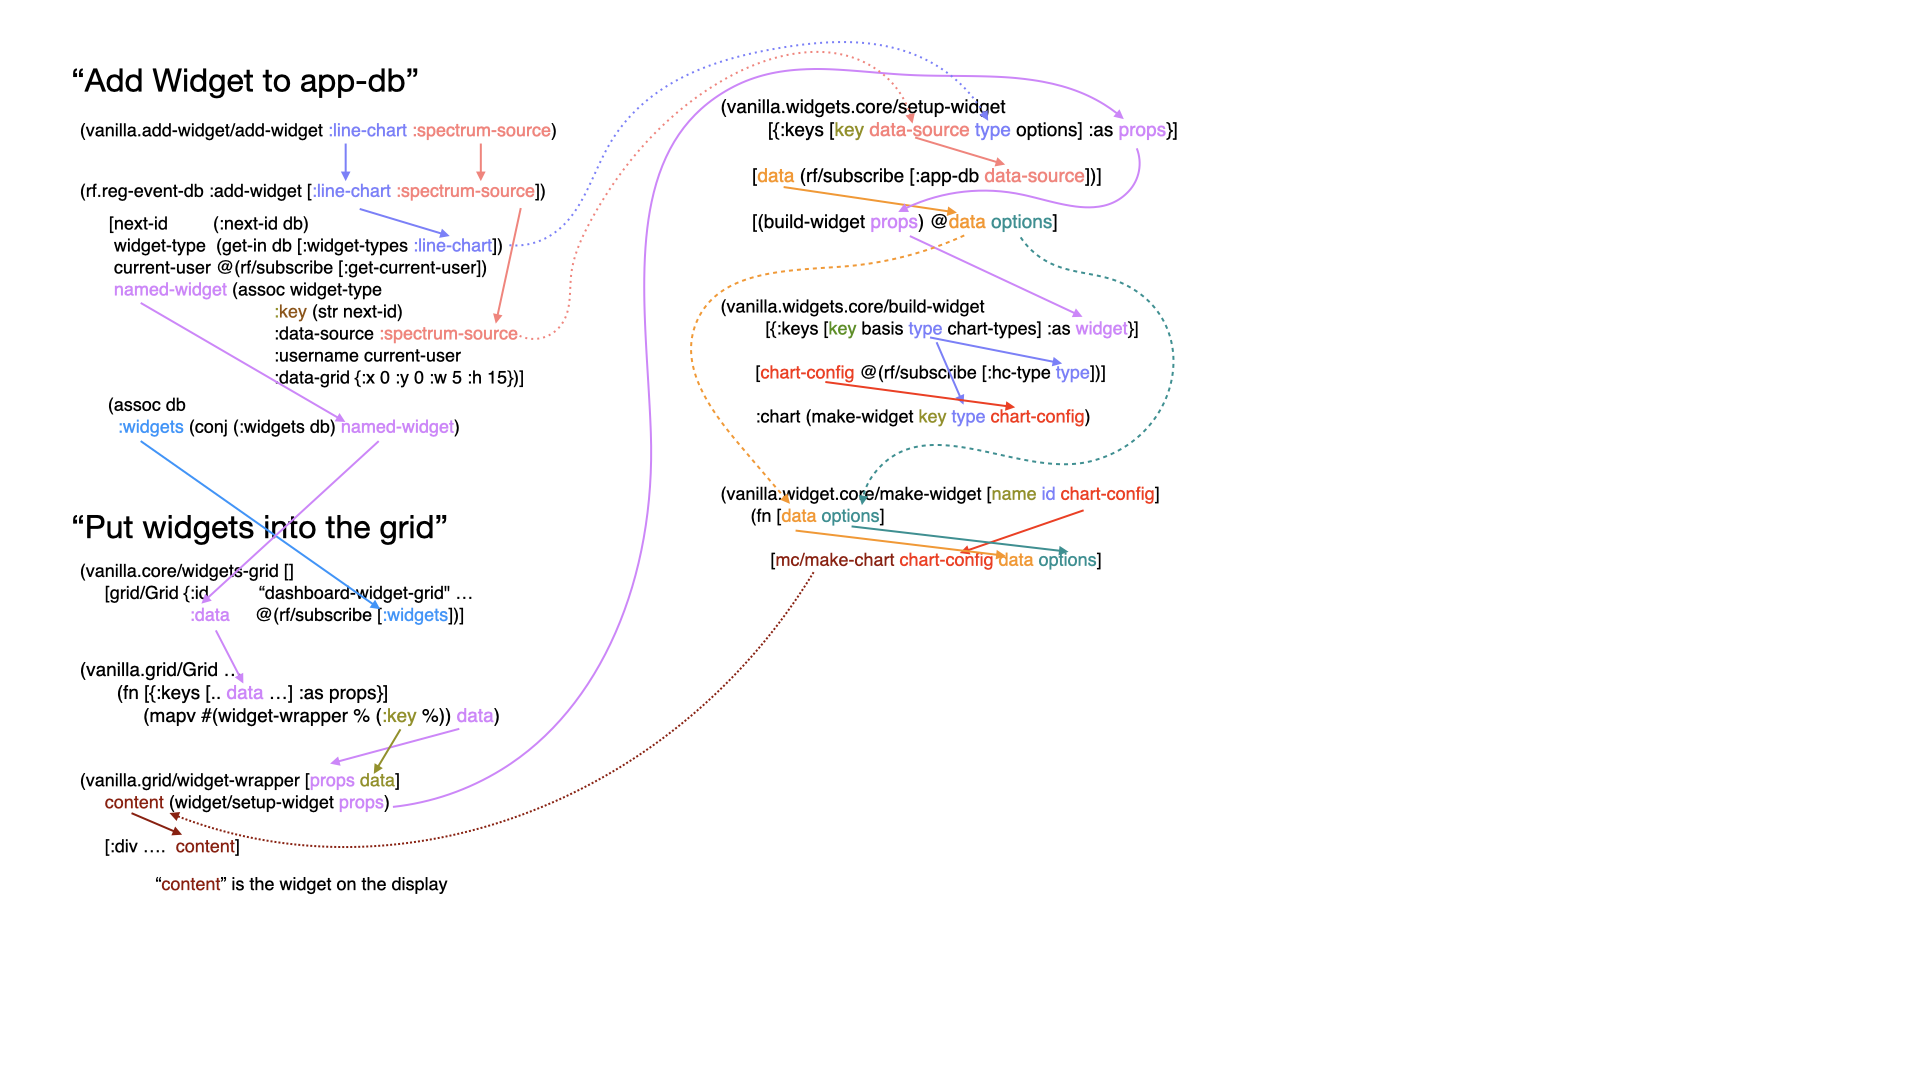 “Add Widget to app-db”
(vanilla.add-widget/add-widget :line-chart :spectrum-source)
(rf.reg-event-db :add-widget [:line-chart :spectrum-source])
[next-id (:next-id db)
widget-type (get-in db [:widget-types :line-chart])
current-user @(rf/subscribe [:get-current-user])
named-widget (assoc widget-type
:key (str next-id)
:data-source :spectrum-source
:username current-user
:data-grid {:x 0 :y 0 :w 5 :h 15})]
(assoc db
:widgets (conj (:widgets db) named-widget)
“Put widgets into the grid”
(vanilla.core/widgets-grid []
[grid/Grid {:id “dashboard-widget-grid" …
:data @(rf/subscribe [:widgets])]
(vanilla.grid/Grid …
(fn [{:keys [.. data …] :as props}]
(mapv #(widget-wrapper % (:key %)) data)
(vanilla.grid/widget-wrapper [props data]
content (widget/setup-widget props)
[:div …. content]
“content” is the widget on the display
(vanilla.widgets.core/setup-widget
[{:keys [key data-source type options] :as props}]
[data (rf/subscribe [:app-db data-source])]
[(build-widget props) @data options]
(vanilla.widgets.core/build-widget
[{:keys [key basis type chart-types] :as widget}]
[chart-config @(rf/subscribe [:hc-type type])]
:chart (make-widget key type chart-config)
(vanilla.widget.core/make-widget [name id chart-config]
(fn [data options]
[mc/make-chart chart-config data options]